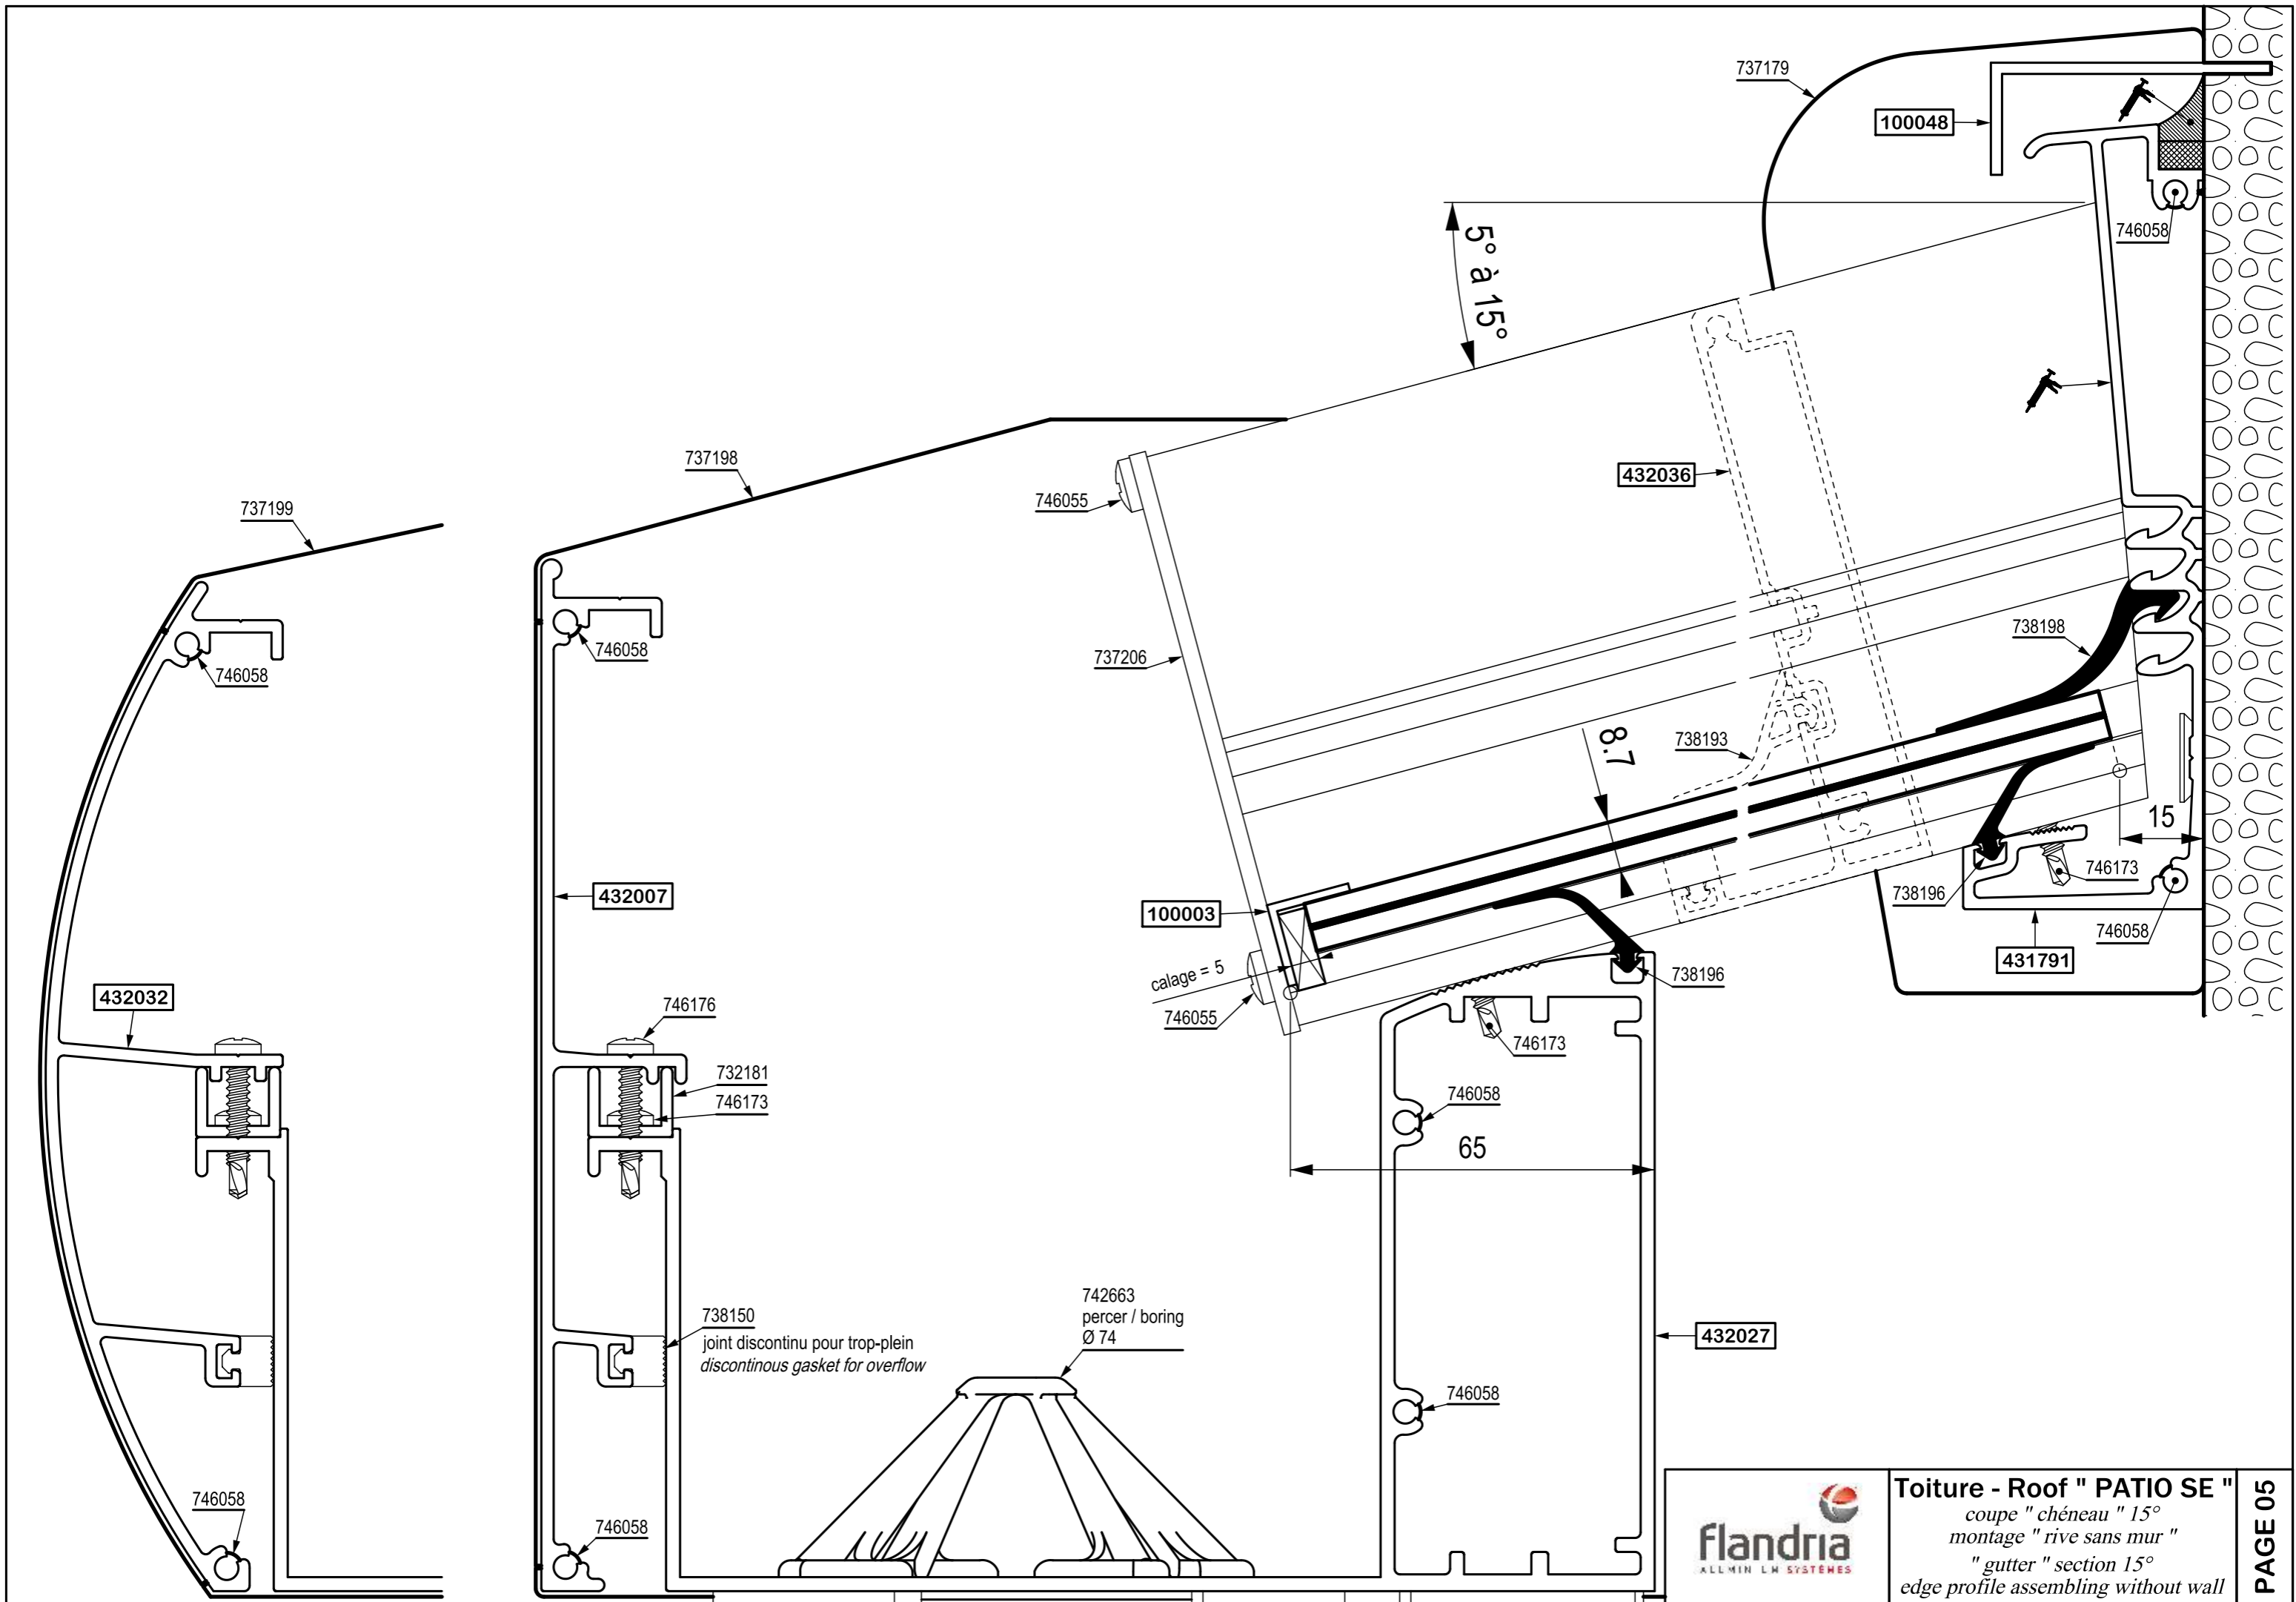 737179
100048
746058
5° à 15°
737198
432036
746055
737199
746058
746058
737206
738198
738193
8.7
15
432007
100003
746173
738196
746058
431791
calage = 5
746055
738196
432032
746176
746173
732181
746173
746058
65
742663
percer / boring
Ø 74
738150
joint discontinu pour trop-plein
discontinous gasket for overflow
432027
746058
746058
746058
flandria
ALLMIN LM SYSTÈMES
Toiture - Roof " PATIO SE "
coupe " chéneau " 15°
montage " rive sans mur "
" gutter " section 15°
edge profile assembling without wall
PAGE 05